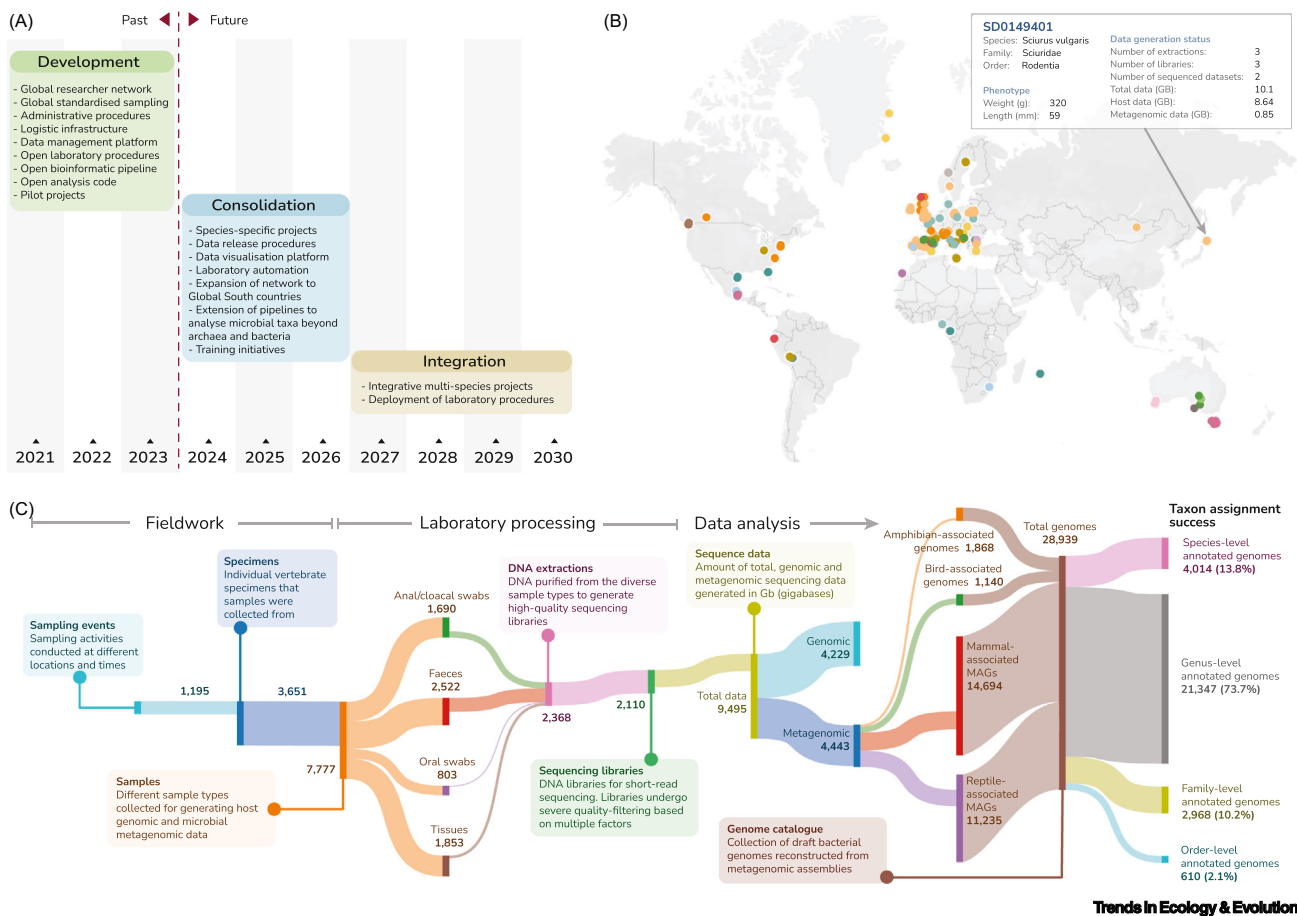 (A)
Past
Future
Development
- Global researcher network
- Global standardised sampling
- Administrative procedures
- Logistic infrastructure
- Data management platform
- Open laboratory procedures
- Open bioinformatic pipeline
- Open analysis code
- Pilot projects
Consolidation
- Species-specific projects
- Data release procedures
- Data visualisation platform
- Laboratory automation
- Expansion of network to
Global South countries
- Extension of pipelines to
analyse microbial taxa beyond
archaea and bacteria
- Training initiatives
Integration
- Integrative multi-species projects
- Deployment of laboratory procedures
2021 2022 2023 2024 2025 2026 2027 2028 2029 2030
(B)
SD0149401
Species: Sciurus vulgaris
Family: Sciuridae
Order: Rodentia
Phenotype
Weight (g): 320
Length (mm): 59
Data generation status
Number of extractions: 3
Number of libraries: 3
Number of sequenced datasets: 2
Total data (GB): 10.1
Host data (GB): 8.64
Metagenomic data (GB): 0.85
(C)
Fieldwork
Laboratory processing
Data analysis
Sampling events
Sampling activities
conducted at different
locations and times
1,195
Specimens
Individual vertebrate
specimens that
samples were
collected from
3,651
Samples
Different sample types
collected for generating host
genomic and microbial
metagenomic data
7,777
Anal/cloacal swabs
1,690
Faeces
2,522
Oral swabs
803
Tissues
1,853
DNA extractions
DNA purified from the diverse
sample types to generate
high-quality sequencing
libraries
2,368
2,110
Sequencing libraries
DNA libraries for short-read
sequencing. Libraries undergo
severe quality-filtering based
on multiple factors
Sequence data
Amount of total, genomic and
metagenomic sequencing data
generated in Gb (gigabases)
Total data
9,495
Genomic
4,229
Metagenomic
4,443
Amphibian-associated
genomes 1,868
Bird-associated
genomes 1,140
Mammal-
associated
MAGs
14,694
Reptile-
associated
MAGs
11,235
Genome catalogue
Collection of draft bacterial
genomes reconstructed from
metagenomic assemblies
Total genomes
28,939
Taxon assignment
success
Species-level
annotated genomes
4,014 (13.8%)
Genus-level
annotated genomes
21,347 (73.7%)
Family-level
annotated genomes
2,968 (10.2%)
Order-level
annotated genomes
610 (2.1%)
Trends in Ecology & Evolution